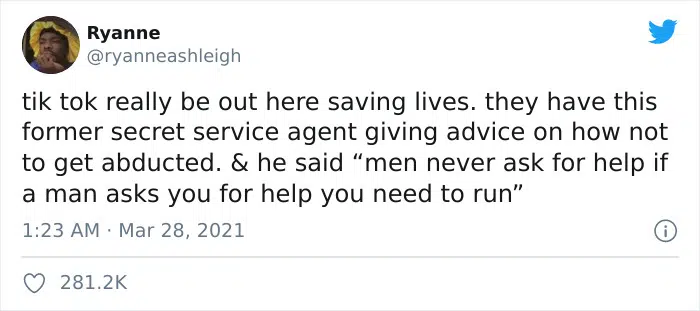 Ryanne
@ryanneashleigh
tik tok really be out here saving lives. they have this
former secret service agent giving advice on how not
to get abducted. & he said “men never ask for help if
a man asks you for help you need to run”
1:23 AM · Mar 28, 2021
281.2K